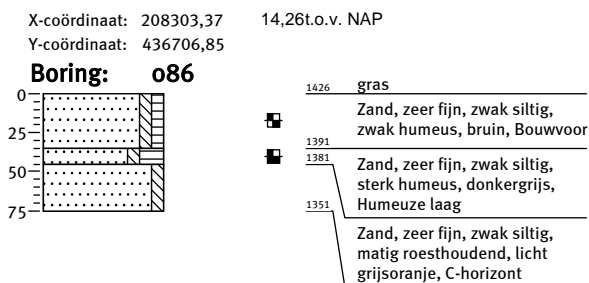 X-coördinaat: 208303,37 14,26t.o.v. NAP
Y-coördinaat: 436706,85
Boring: 086
0
25
50
75
1426 gras
Zand, zeer fijn, zwak siltig,
zwak humeus, bruin, Bouwvoor
1391
1381 Zand, zeer fijn, zwak siltig,
sterk humeus, donkergrijs,
Humeuze laag
1351
Zand, zeer fijn, zwak siltig,
matig roesthoudend, licht
grijsoranje, C-horizont